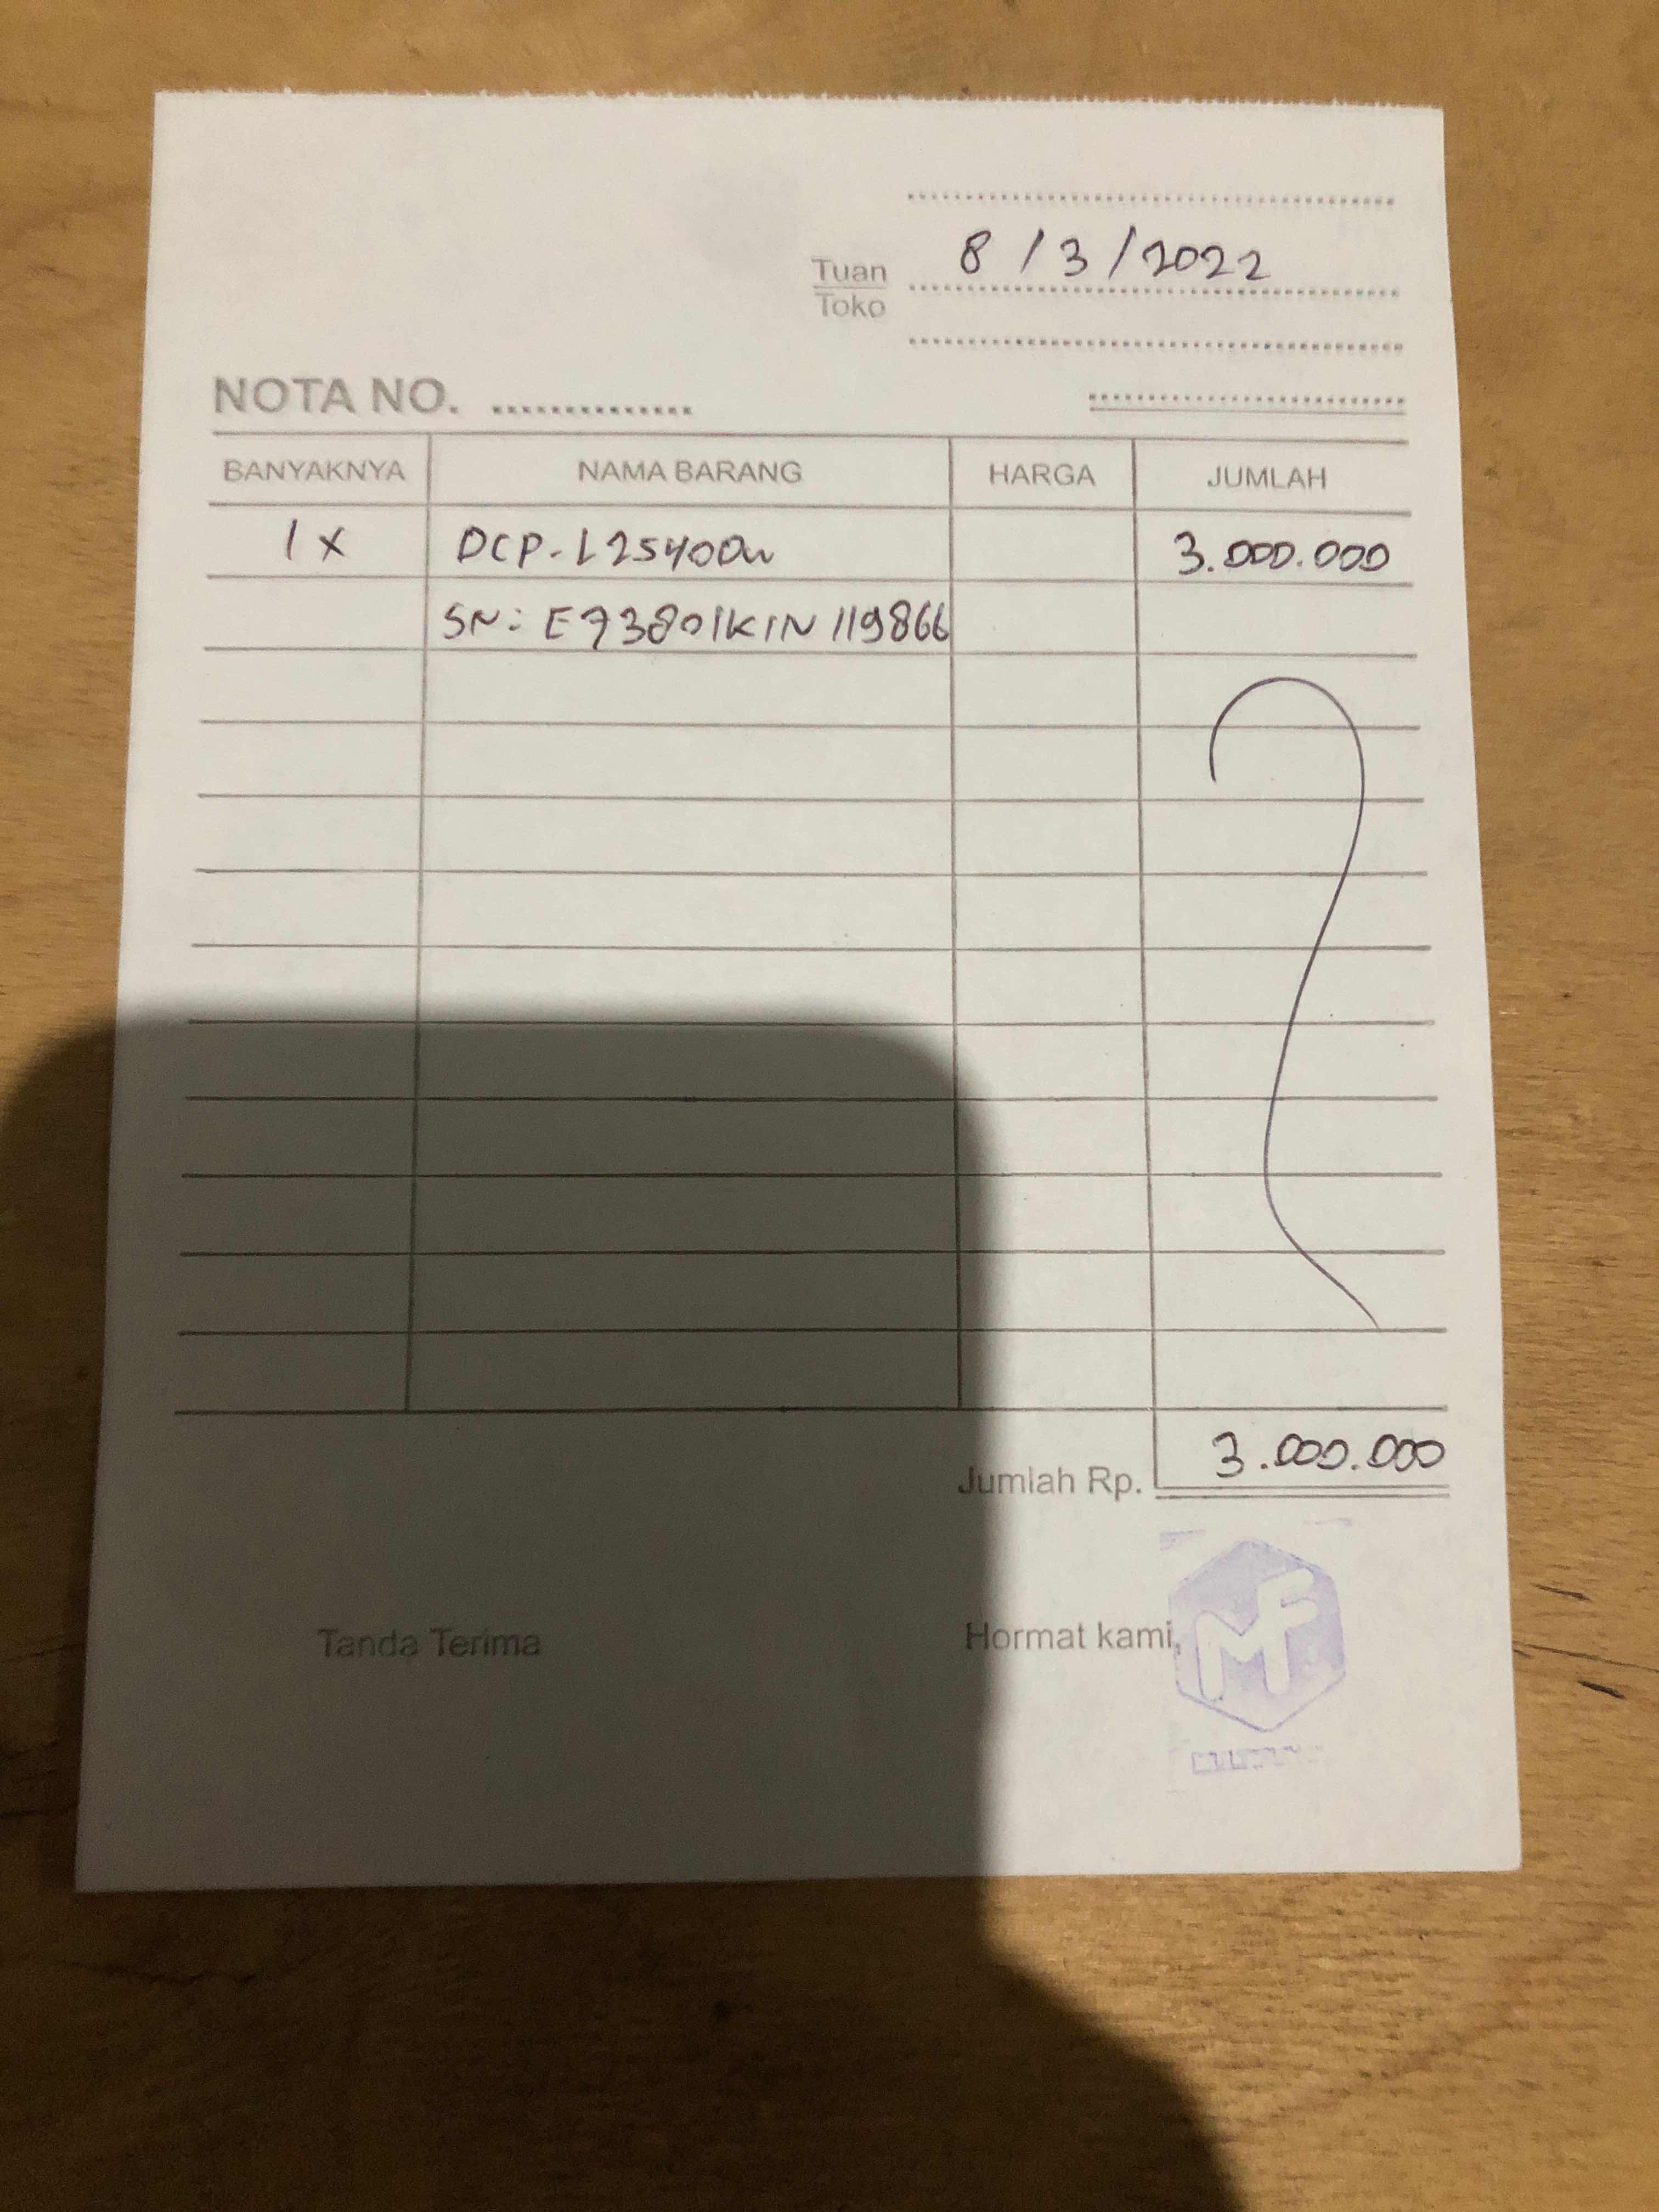 8 / 3 / 2022
Tuan
Toko
NOTA NO. ..............
BANYAKNYA NAMA BARANG HARGA JUMLAH
1 x DCP-L2540Dw 3.000.000
SN: E73801K1N119866
Jumlah Rp. 3.000.000
Tanda Terima Hormat kami,
MF